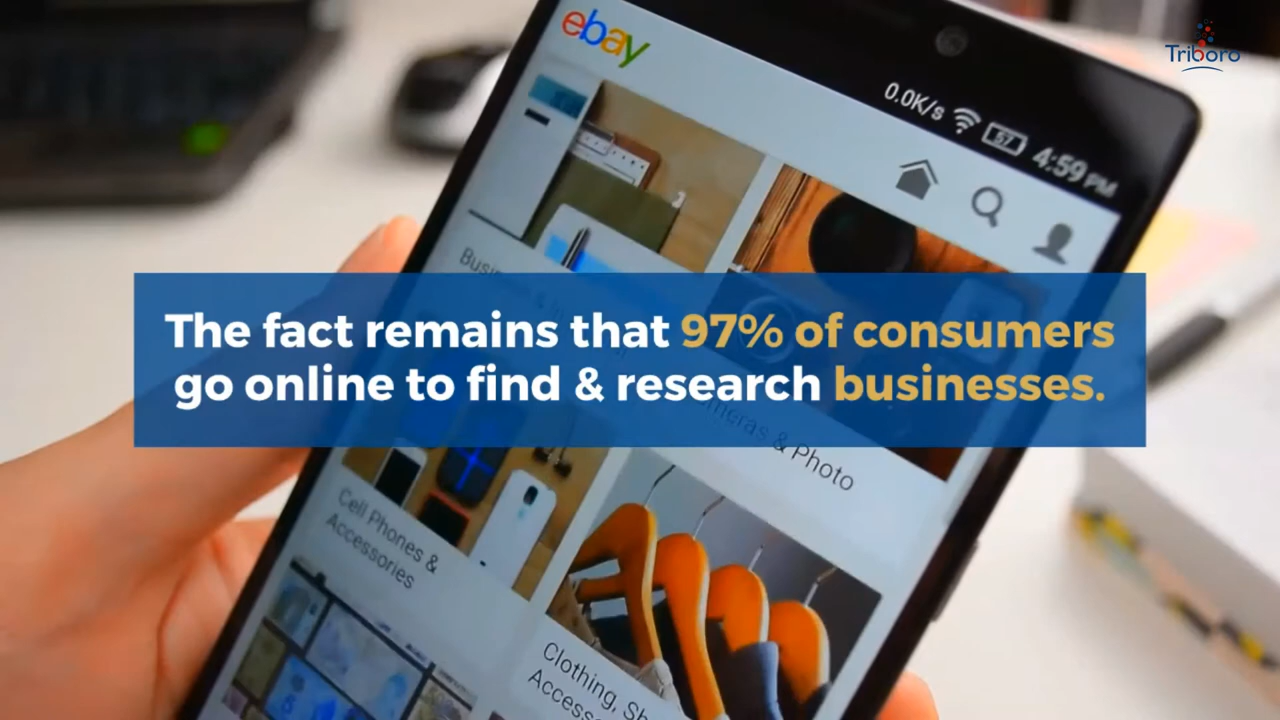 ebay
Triboro
0.0K/s 57 4:59 PM
The fact remains that 97% of consumers
go online to find & research businesses.
& Photo
Cell Phones &
Accessories
Clothing,